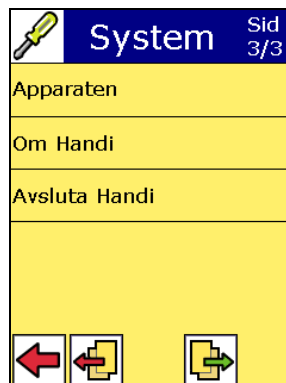 System
Sid
3/3
Apparaten
Om Handi
Avsluta Handi